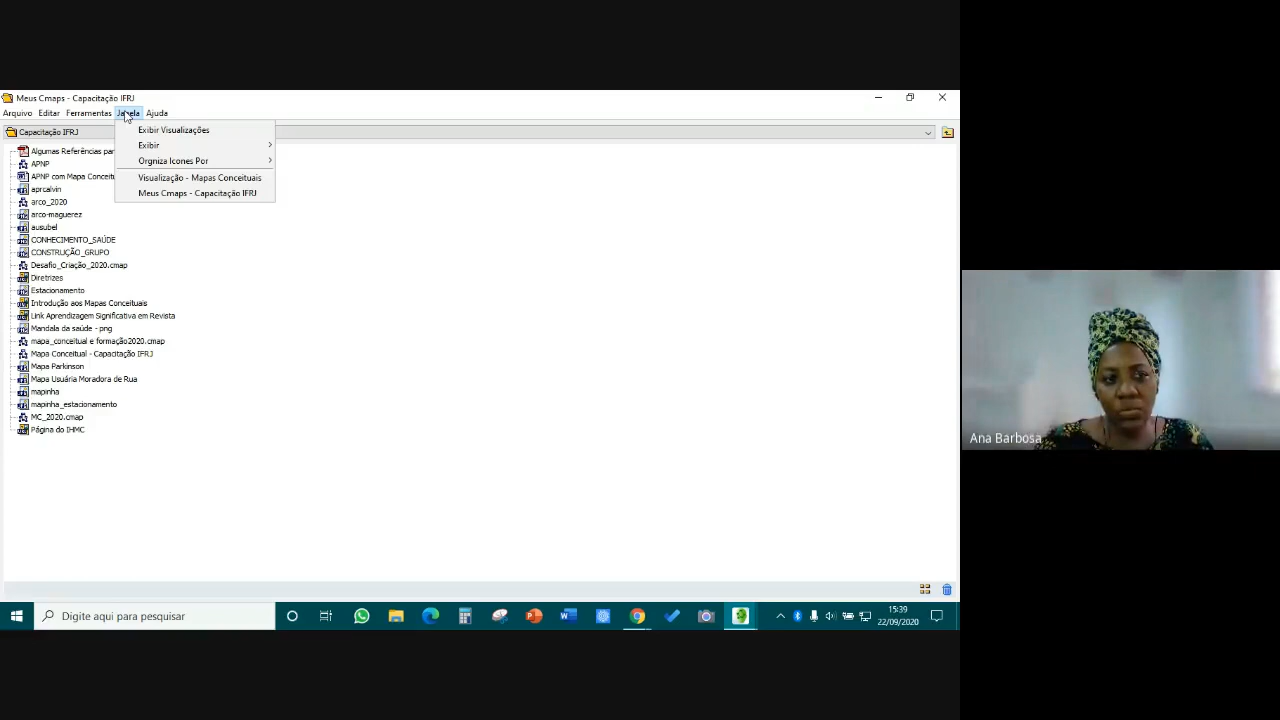 Meus Cmaps - Capacitação IFRJ
Arquivo Editar Ferramentas Janela Ajuda
Capacitação IFRJ
Exibir Visualizações
Exibir
Orgniza Icones Por
Visualização - Mapas Conceituais
Meus Cmaps - Capacitação IFRJ
Algumas Referências par
APNP
APNP com Mapa Conceit
aprcalvin
arco_2020
arco-maguerez
ausubel
CONHECIMENTO_SAÚDE
CONSTRUÇÃO_GRUPO
Desafio_Criação_2020.cmap
Diretrizes
Estacionamento
Introdução aos Mapas Conceituais
Link Aprendizagem Significativa em Revista
Mandala da saúde - png
mapa_conceitual e formação2020.cmap
Mapa Conceitual - Capacitação IFRJ
Mapa Parkinson
Mapa Usuária Moradora de Rua
mapinha
mapinha_estacionamento
MC_2020.cmap
Página do IHMC
Ana Barbosa
Digite aqui para pesquisar
15:39
22/09/2020